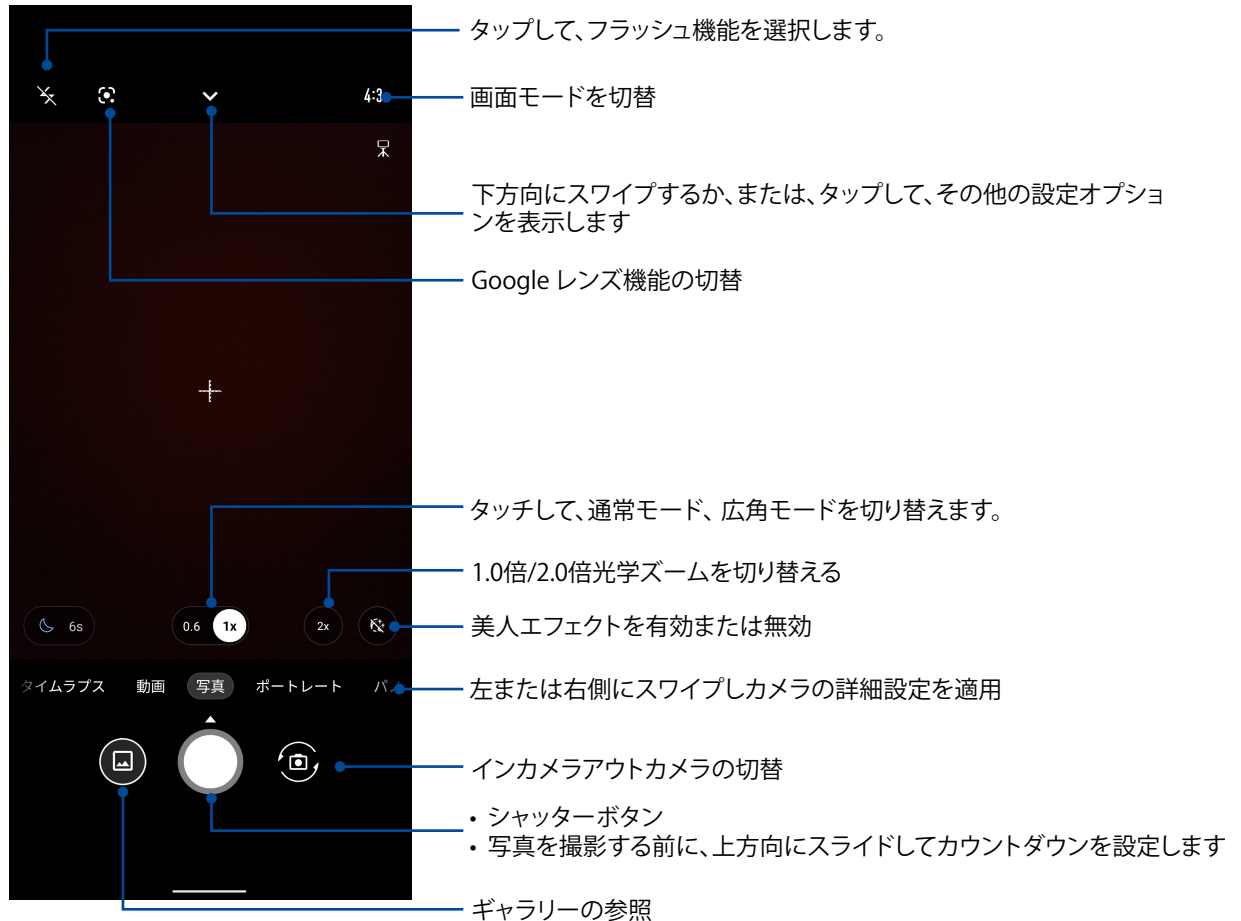 タップして、フラッシュ機能を選択します。
4:3
画面モードを切替
下方向にスワイプするか、または、タップして、その他の設定オプショ
ンを表示します
Google レンズ機能の切替
タッチして、通常モード、広角モードを切り替えます。
1.0倍/2.0倍光学ズームを切り替える
6s
0.6 1x
2x
美人エフェクトを有効または無効
タイムラプス 動画 写真 ポートレート パノ
左または右側にスワイプしカメラの詳細設定を適用
インカメラアウトカメラの切替
• シャッターボタン
• 写真を撮影する前に、上方向にスライドしてカウントダウンを設定します
ギャラリーの参照